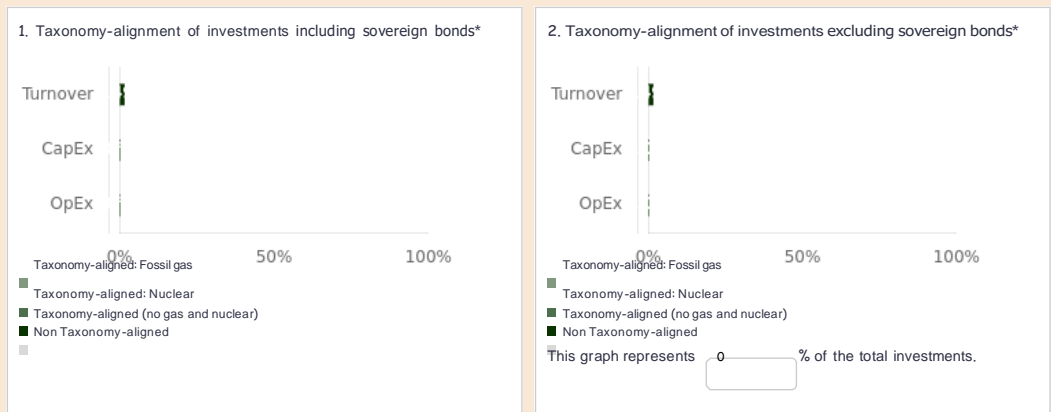 1. Taxonomy-alignment of investments including sovereign bonds*
Turnover
CapEx
OpEx
0% 50% 100%
Taxonomy-aligned: Fossil gas
Taxonomy-aligned: Nuclear
Taxonomy-aligned (no gas and nuclear)
Non Taxonomy-aligned
2. Taxonomy-alignment of investments excluding sovereign bonds*
Turnover
CapEx
OpEx
0% 50% 100%
Taxonomy-aligned: Fossil gas
Taxonomy-aligned: Nuclear
Taxonomy-aligned (no gas and nuclear)
Non Taxonomy-aligned
This graph represents 0 % of the total investments.